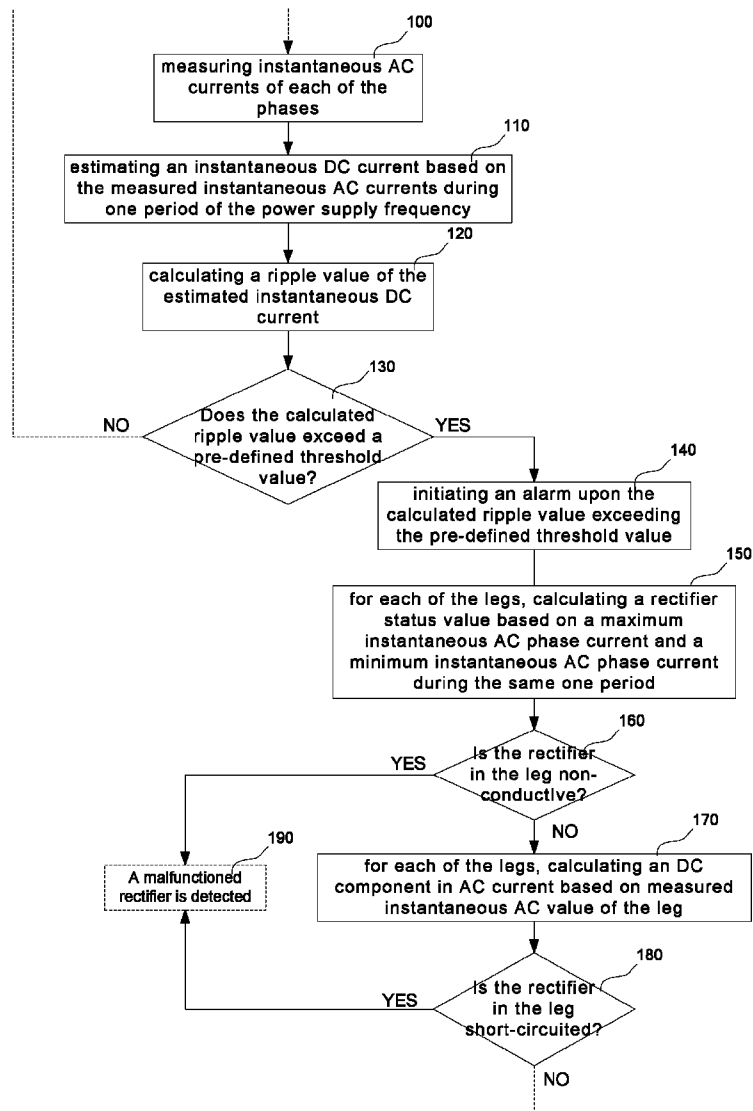 100
measuring instantaneous AC
currents of each of the
phases
110
estimating an instantaneous DC current based on
the measured instantaneous AC currents during
one period of the power supply frequency
120
calculating a ripple value of the
estimated instantaneous DC
current
130
Does the calculated
ripple value exceed a
pre-defined threshold
value?
NO
YES
140
initiating an alarm upon the
calculated ripple value exceeding
the pre-defined threshold value
150
for each of the legs, calculating a rectifier
status value based on a maximum
instantaneous AC phase current and a
minimum instantaneous AC phase current
during the same one period
160
Is the rectifier
in the leg non-
conductive?
YES
NO
170
for each of the legs, calculating an DC
component in AC current based on measured
instantaneous AC value of the leg
190
A malfunctioned
rectifier is detected
180
Is the rectifier
in the leg
short-circuited?
YES
NO